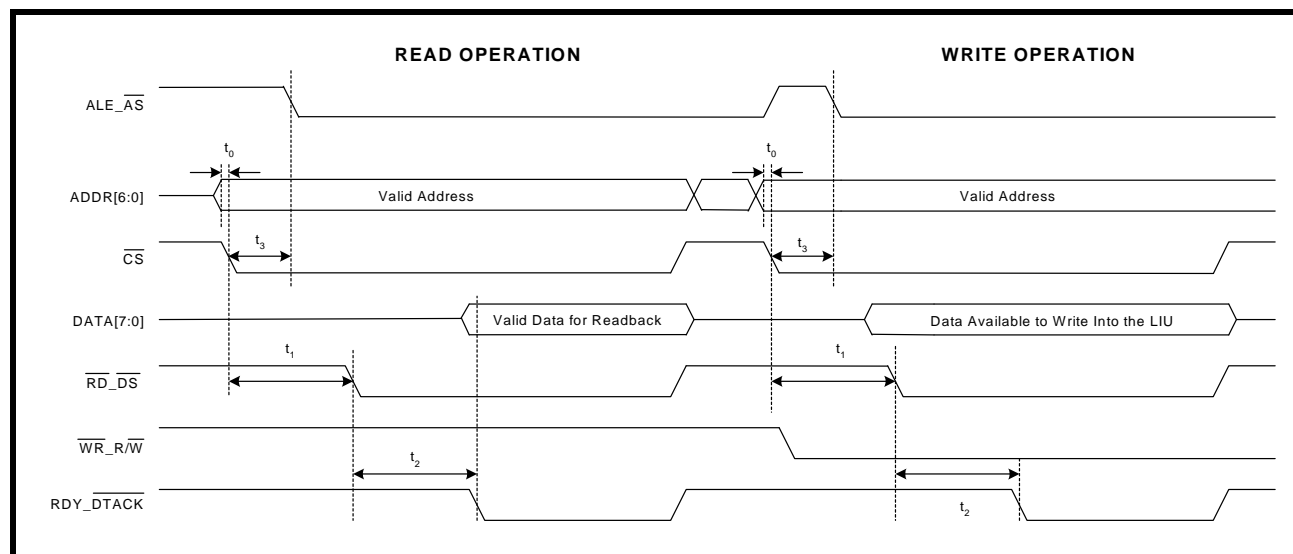 READ OPERATION WRITE OPERATION
ALE_AS
t0 t0
ADDR[6:0] Valid Address Valid Address
t3 t3
CS
DATA[7:0] Valid Data for Readback Data Available to Write Into the LIU
t1 t1
RD_DS
WR_R/W
t2
RDY_DTACK t2